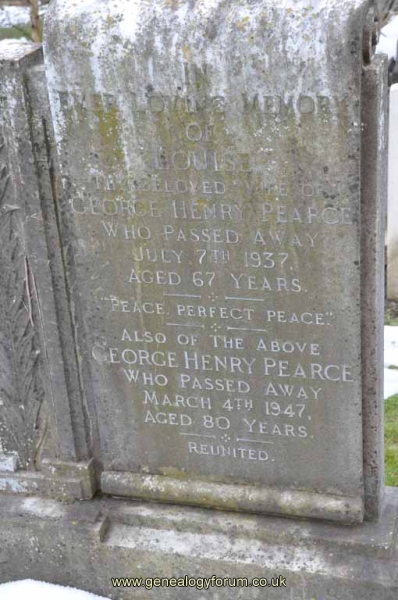 IN
EVER LOVING MEMORY
OF
LOUISE
THE BELOVED WIFE OF
GEORGE HENRY PEARCE
WHO PASSED AWAY
JULY 7TH 1937,
AGED 67 YEARS.
"PEACE, PERFECT PEACE."
ALSO OF THE ABOVE
GEORGE HENRY PEARCE
WHO PASSED AWAY
MARCH 4TH 1947,
AGED 80 YEARS.
REUNITED.
www.genealogyforum.co.uk